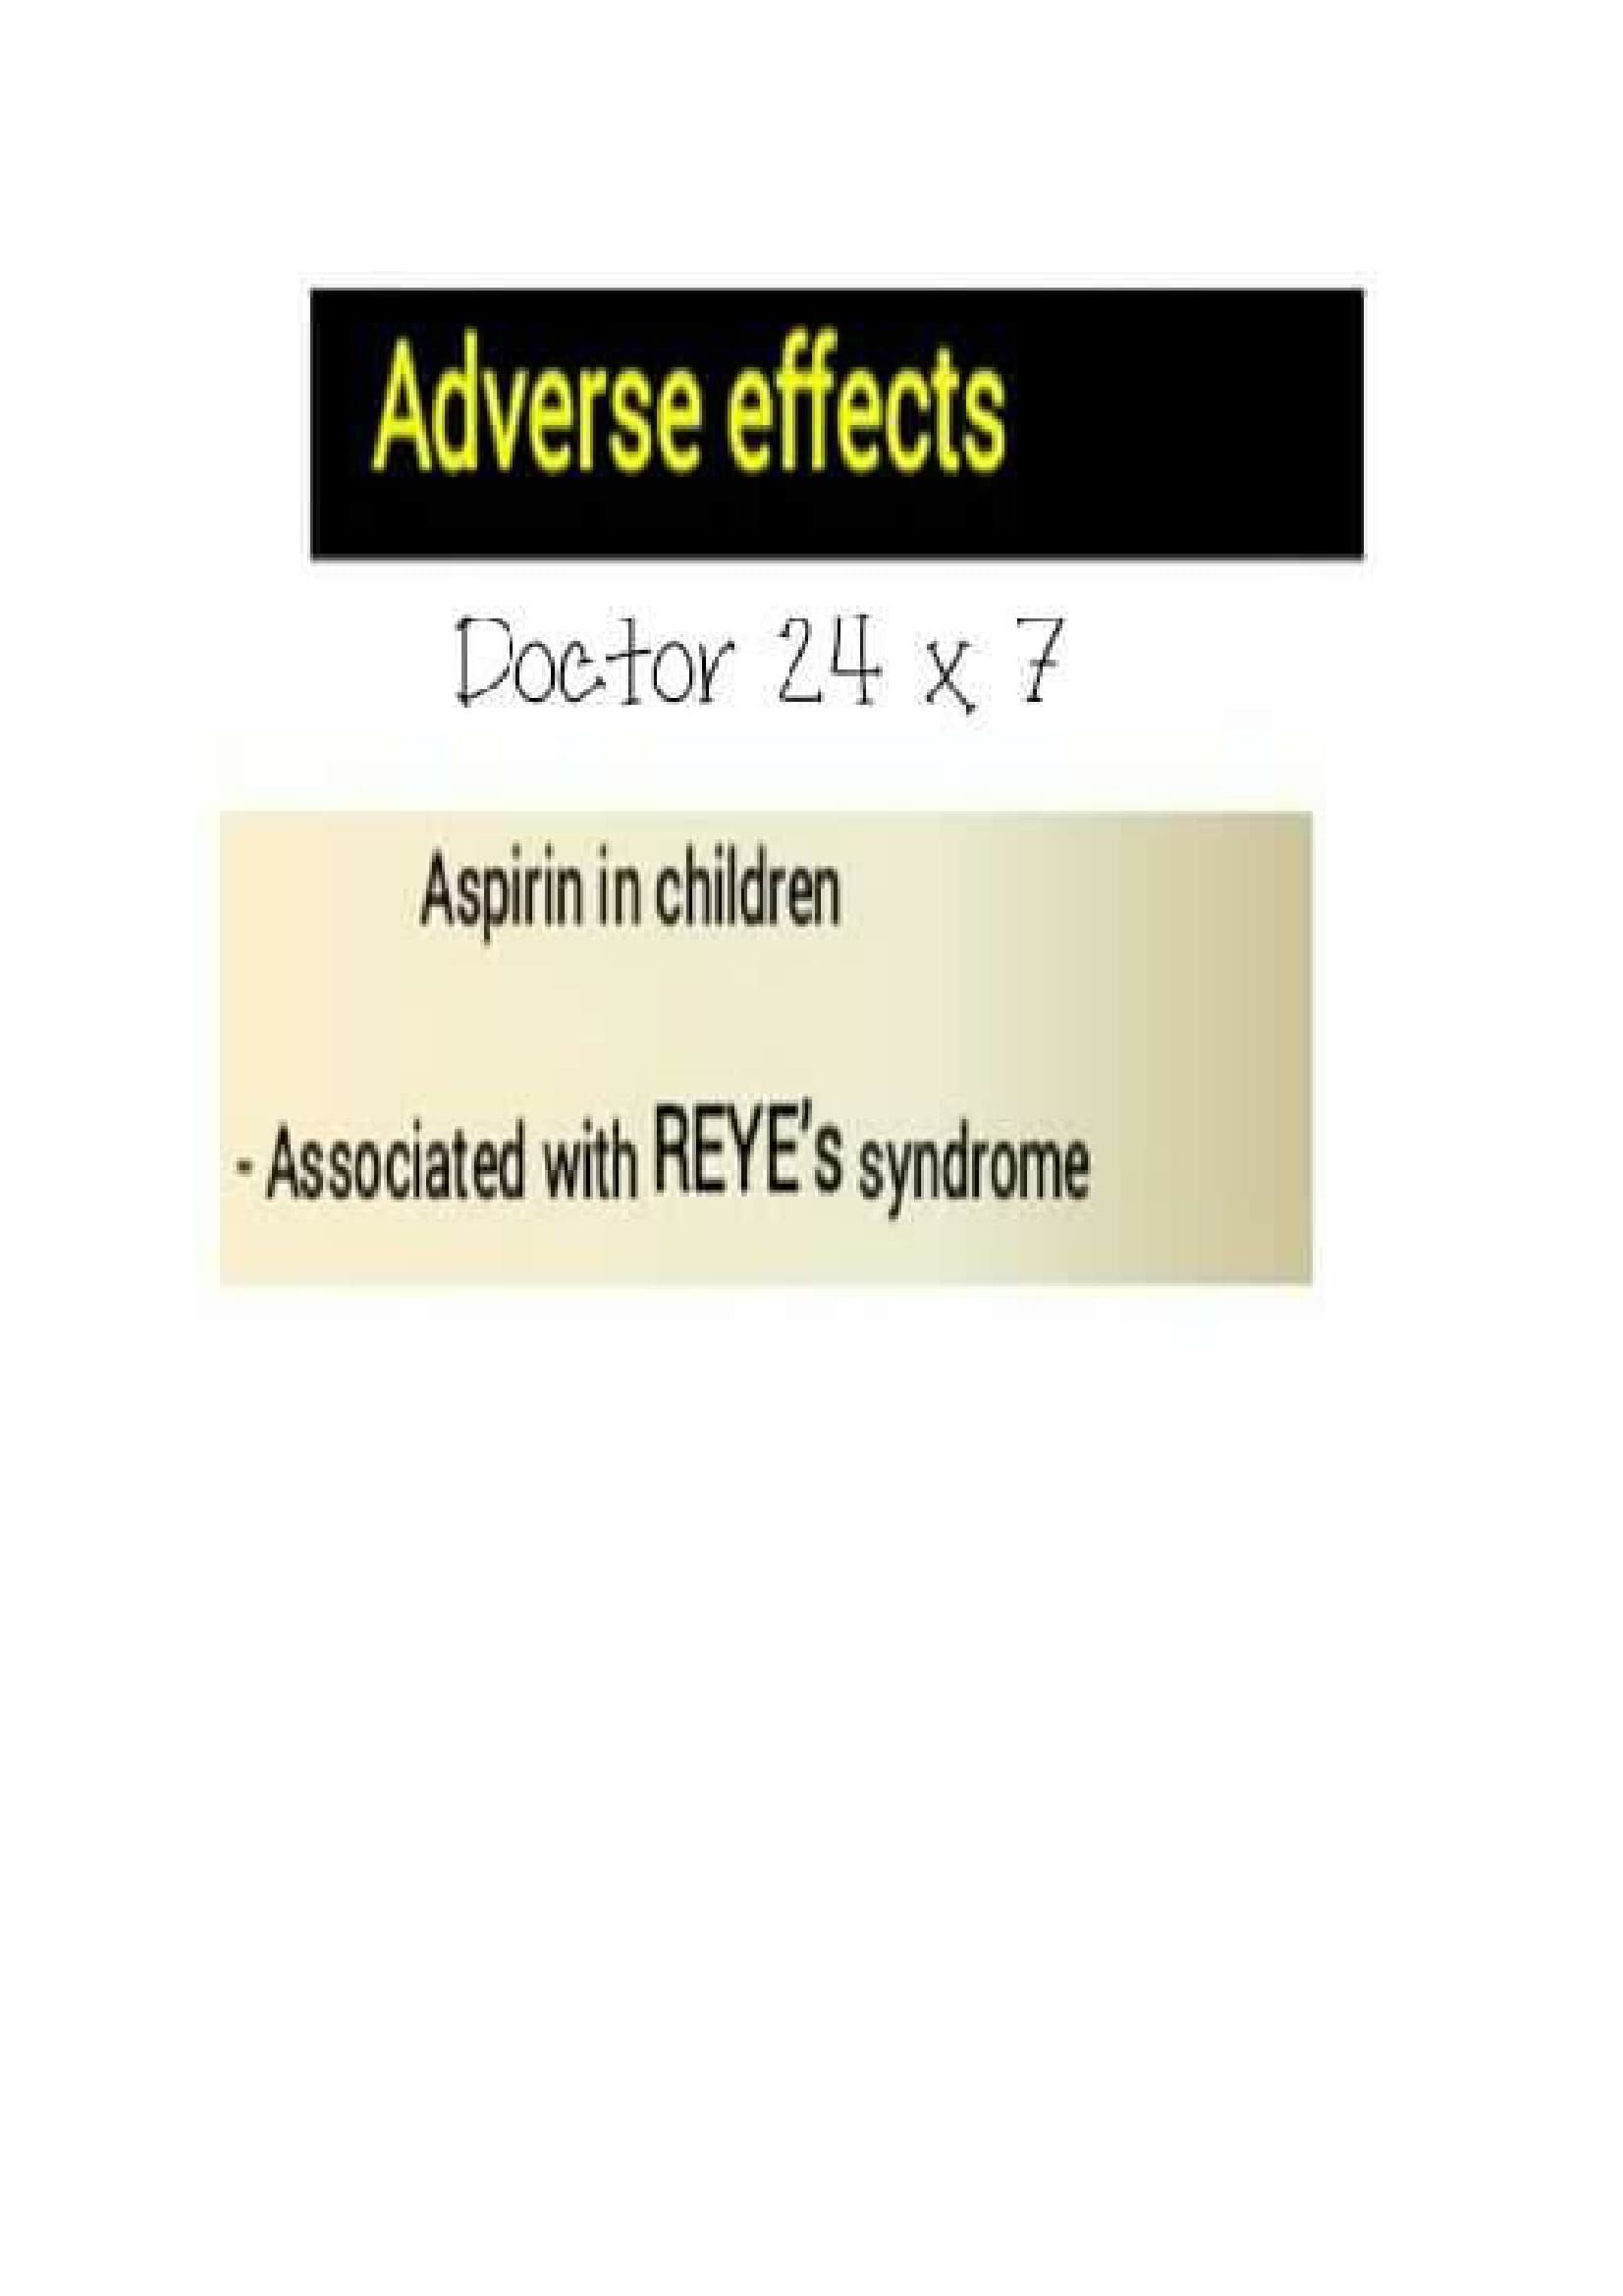 Adverse effects
Doctor 24 x 7
Aspirin in children
- Associated with REYE's syndrome